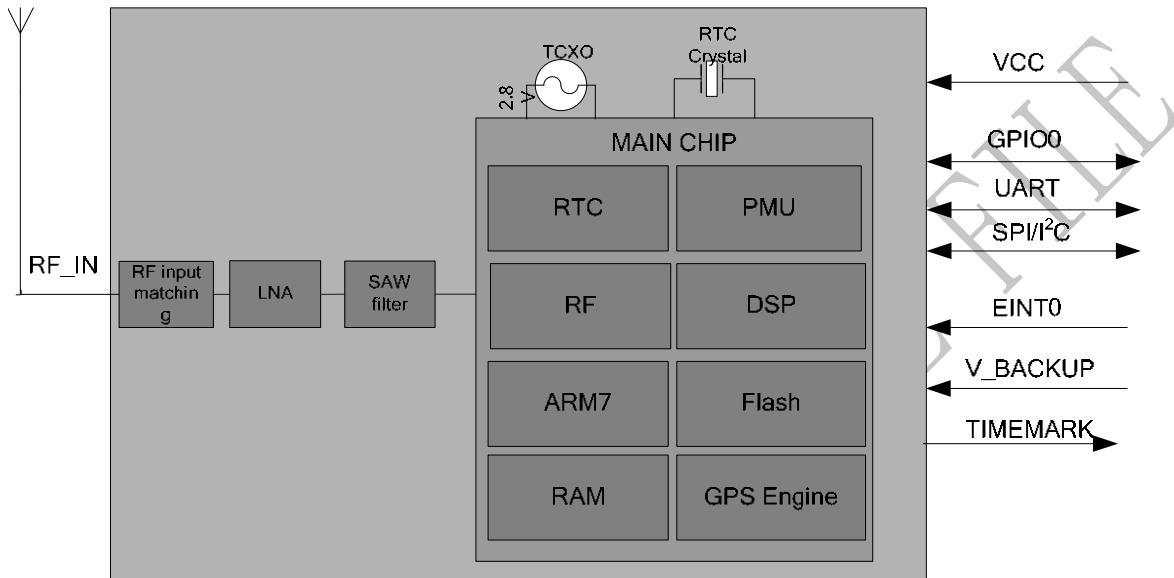 TCXO
2.8
V
RTC
Crystal
VCC
MAIN CHIP
GPIO0
RTC
PMU
UART
SPI/I²C
RF_IN
RF input
matchin
g
LNA
SAW
filter
RF
DSP
EINT0
V_BACKUP
ARM7
Flash
TIMEMARK
RAM
GPS Engine
FILE